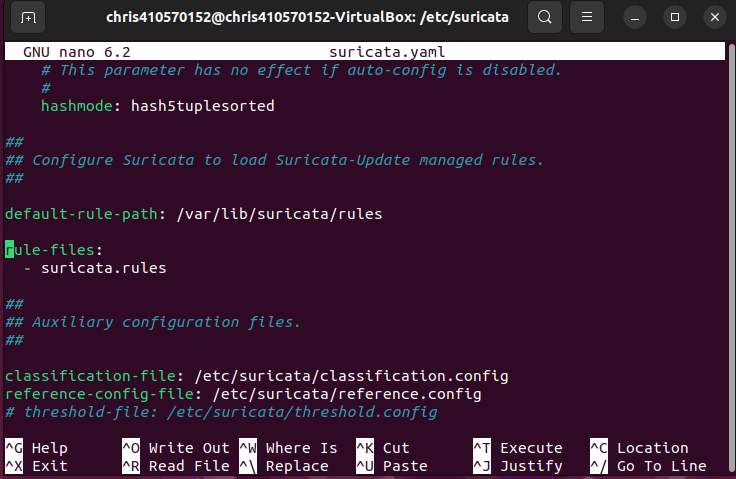 chris410570152@chris410570152-VirtualBox: /etc/suricata
GNU nano 6.2 suricata.yaml
# This parameter has no effect if auto-config is disabled.
#
hashmode: hash5tuplesorted
##
## Configure Suricata to load Suricata-Update managed rules.
##
default-rule-path: /var/lib/suricata/rules
rule-files:
- suricata.rules
##
## Auxiliary configuration files.
##
classification-file: /etc/suricata/classification.config
reference-config-file: /etc/suricata/reference.config
# threshold-file: /etc/suricata/threshold.config
^G Help ^O Write Out ^W Where Is ^K Cut ^T Execute ^C Location
^X Exit ^R Read File ^\ Replace ^U Paste ^J Justify ^/ Go To Line